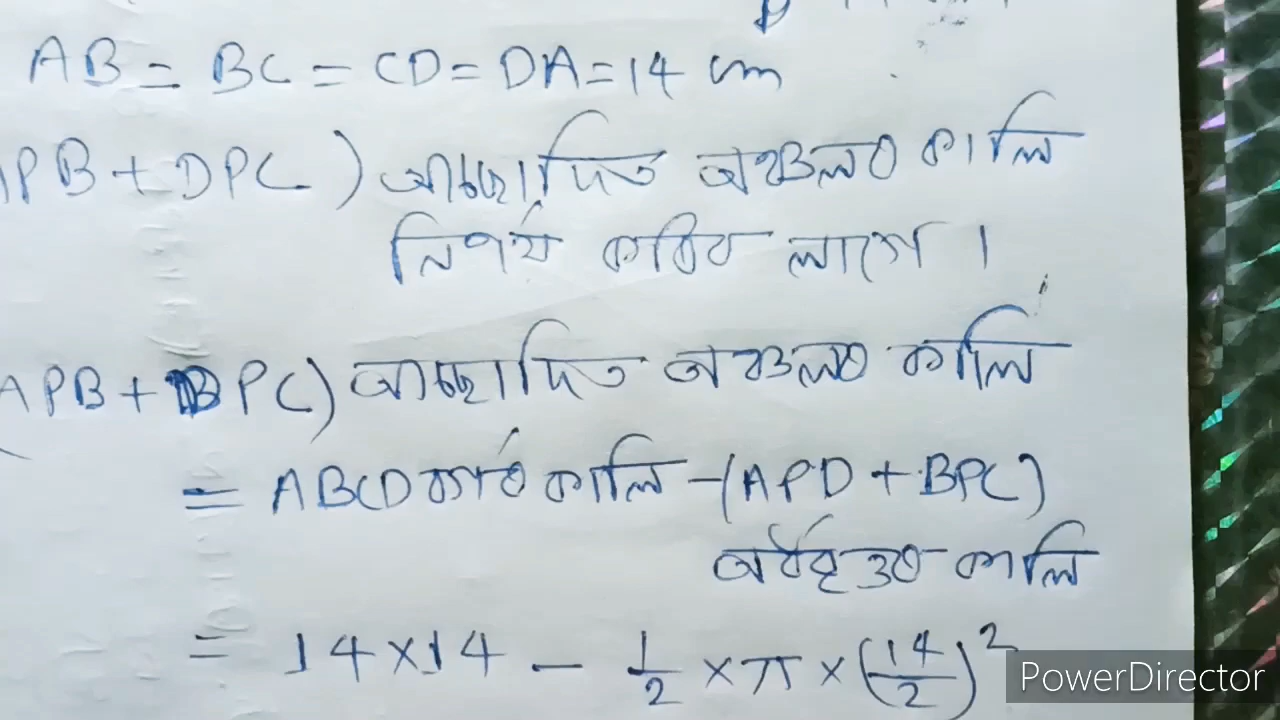 AB = BC = CD = DA = 14 cm
APB + DPC) আচ্ছাদিত অঞ্চলৰ কালি
নিৰ্ণয় কৰিব লাগে ।
APB + DPC) আচ্ছাদিত অঞ্চলৰ কালি
= ABCD বৰ্গৰ কালি - (APD + BPC)
অৰ্ধবৃত্তৰ কালি
= 14 × 14 - 1/2 × π × (14/2)²
PowerDirector